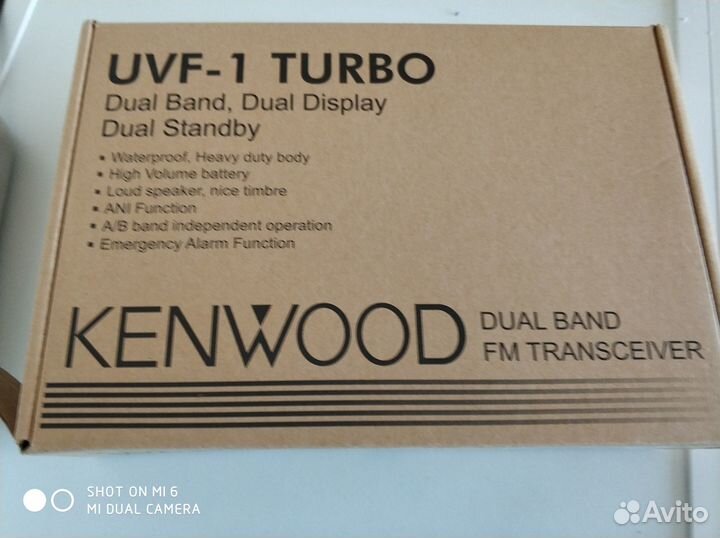 UVF-1 TURBO
Dual Band, Dual Display
Dual Standby
• Waterproof, Heavy duty body
• High Volume battery
• Loud speaker, nice timbre
• ANI Function
• A/B band independent operation
• Emergency Alarm Function
KENWOOD
DUAL BAND
FM TRANSCEIVER
SHOT ON MI 6
MI DUAL CAMERA
Avito